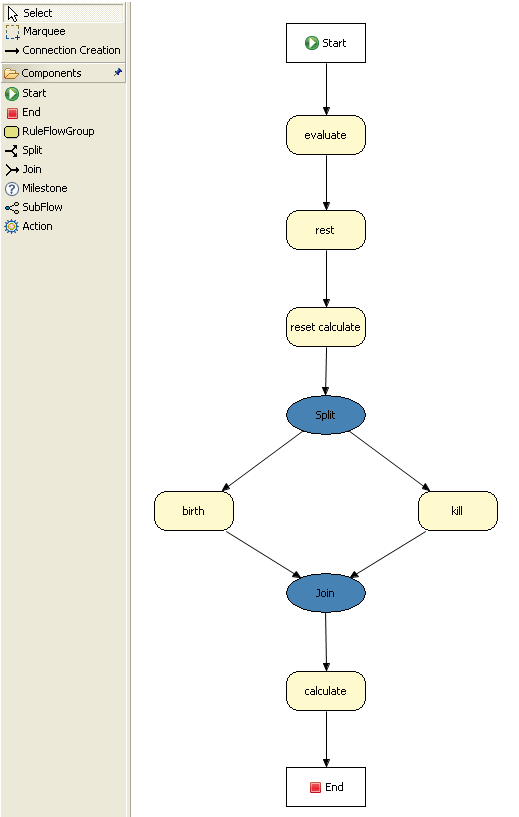 Select
Marquee
Connection Creation
Components
Start
End
RuleFlowGroup
Split
Join
Milestone
SubFlow
Action
Start
evaluate
rest
reset calculate
Split
birth
kill
Join
calculate
End